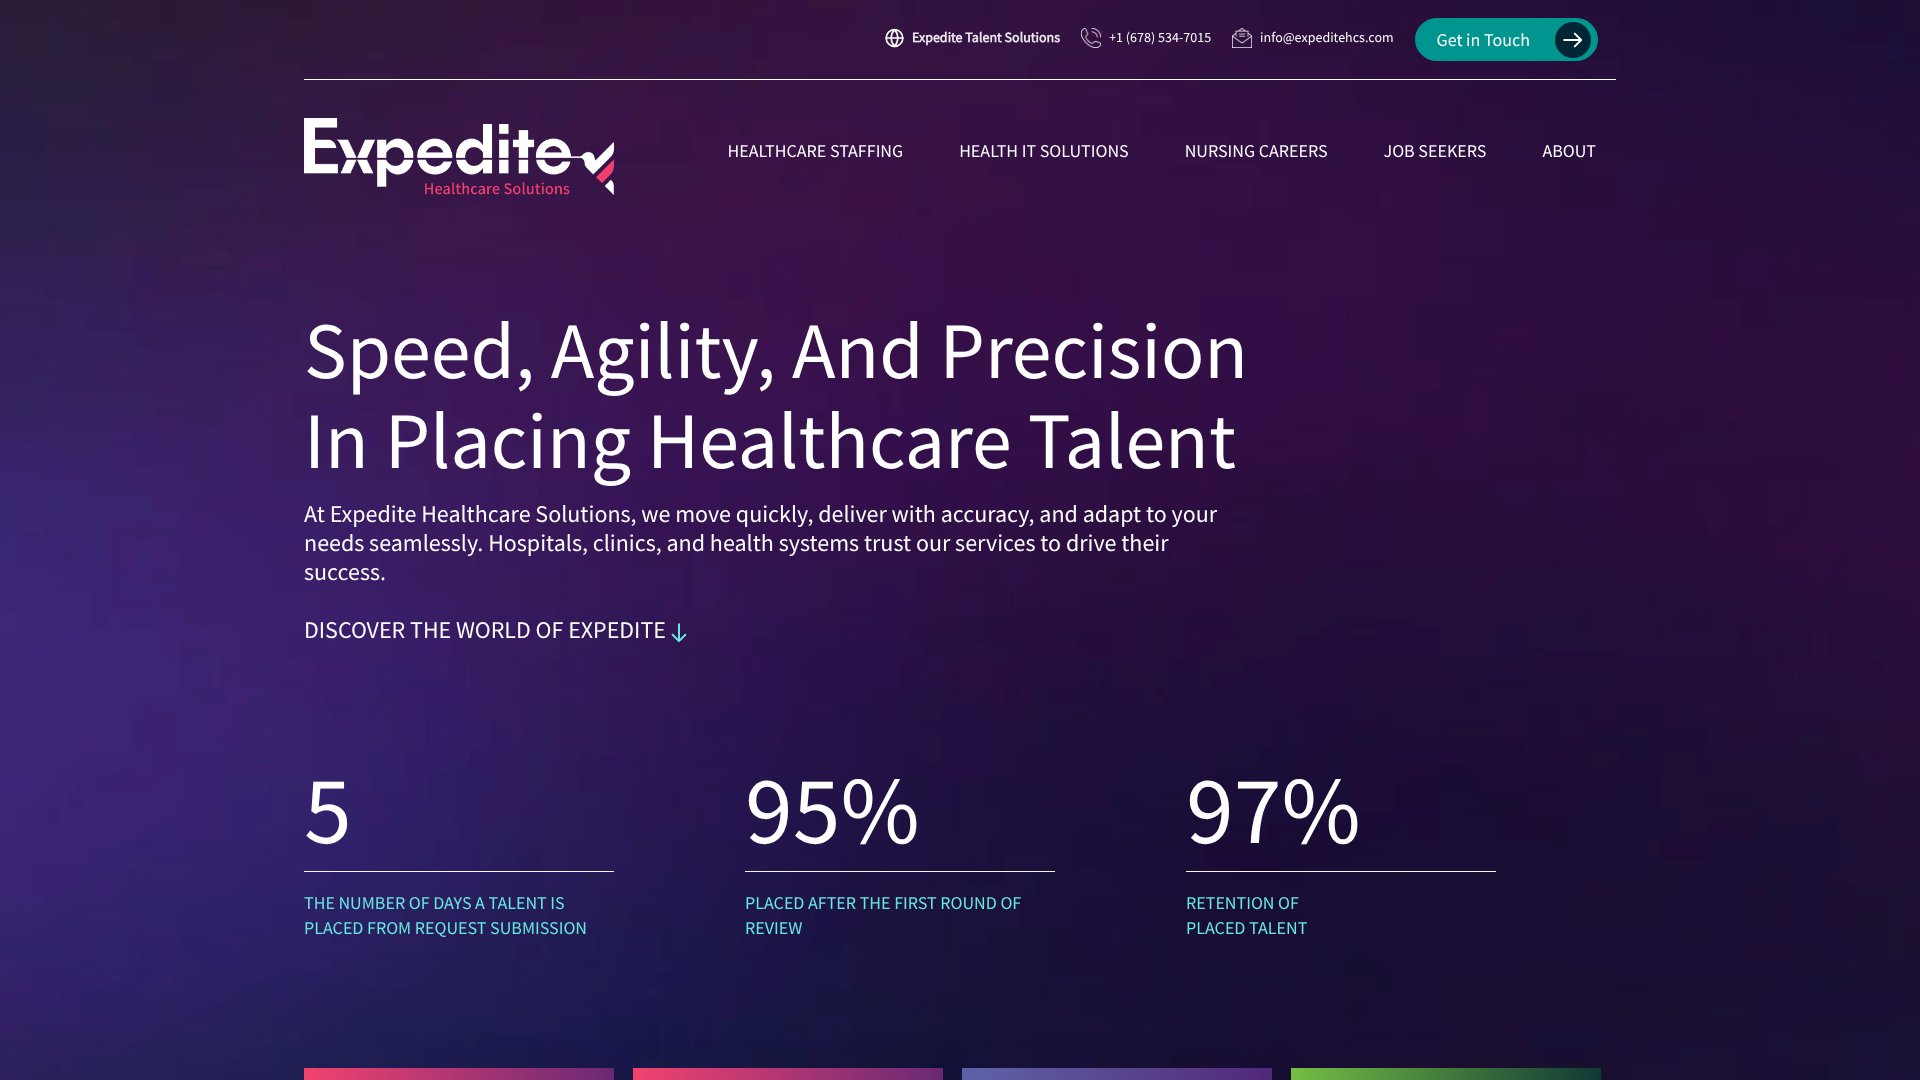 Expedite Talent Solutions
+1 (678) 534-7015
info@expeditehcs.com
Get in Touch
Expedite
Healthcare Solutions
HEALTHCARE STAFFING
HEALTH IT SOLUTIONS
NURSING CAREERS
JOB SEEKERS
ABOUT
Speed, Agility, And Precision
In Placing Healthcare Talent
At Expedite Healthcare Solutions, we move quickly, deliver with accuracy, and adapt to your
needs seamlessly. Hospitals, clinics, and health systems trust our services to drive their
success.
DISCOVER THE WORLD OF EXPEDITE
5
THE NUMBER OF DAYS A TALENT IS
PLACED FROM REQUEST SUBMISSION
95%
PLACED AFTER THE FIRST ROUND OF
REVIEW
97%
RETENTION OF
PLACED TALENT